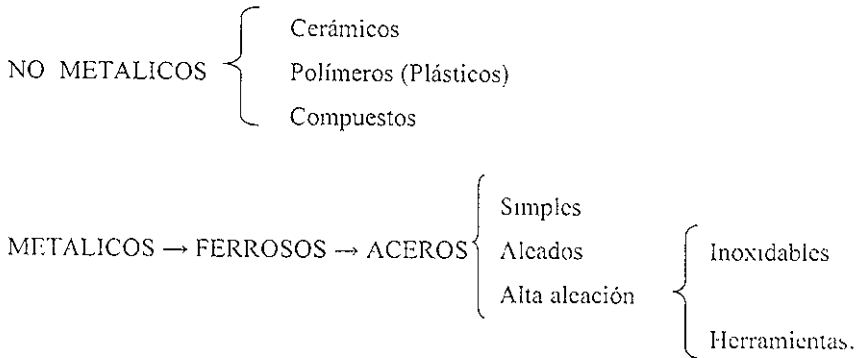 Cerámicos
NO METALICOS
Polímeros (Plásticos)
Compuestos
Simples
METALICOS → FERROSOS → ACEROS
Aleados
Inoxidables
Alta aleación
Herramientas.